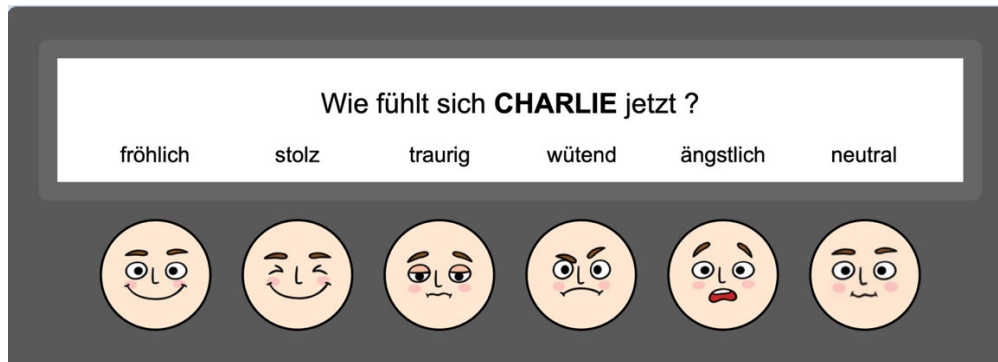 Wie fühlt sich CHARLIE jetzt ?
fröhlich stolz traurig wütend ängstlich neutral